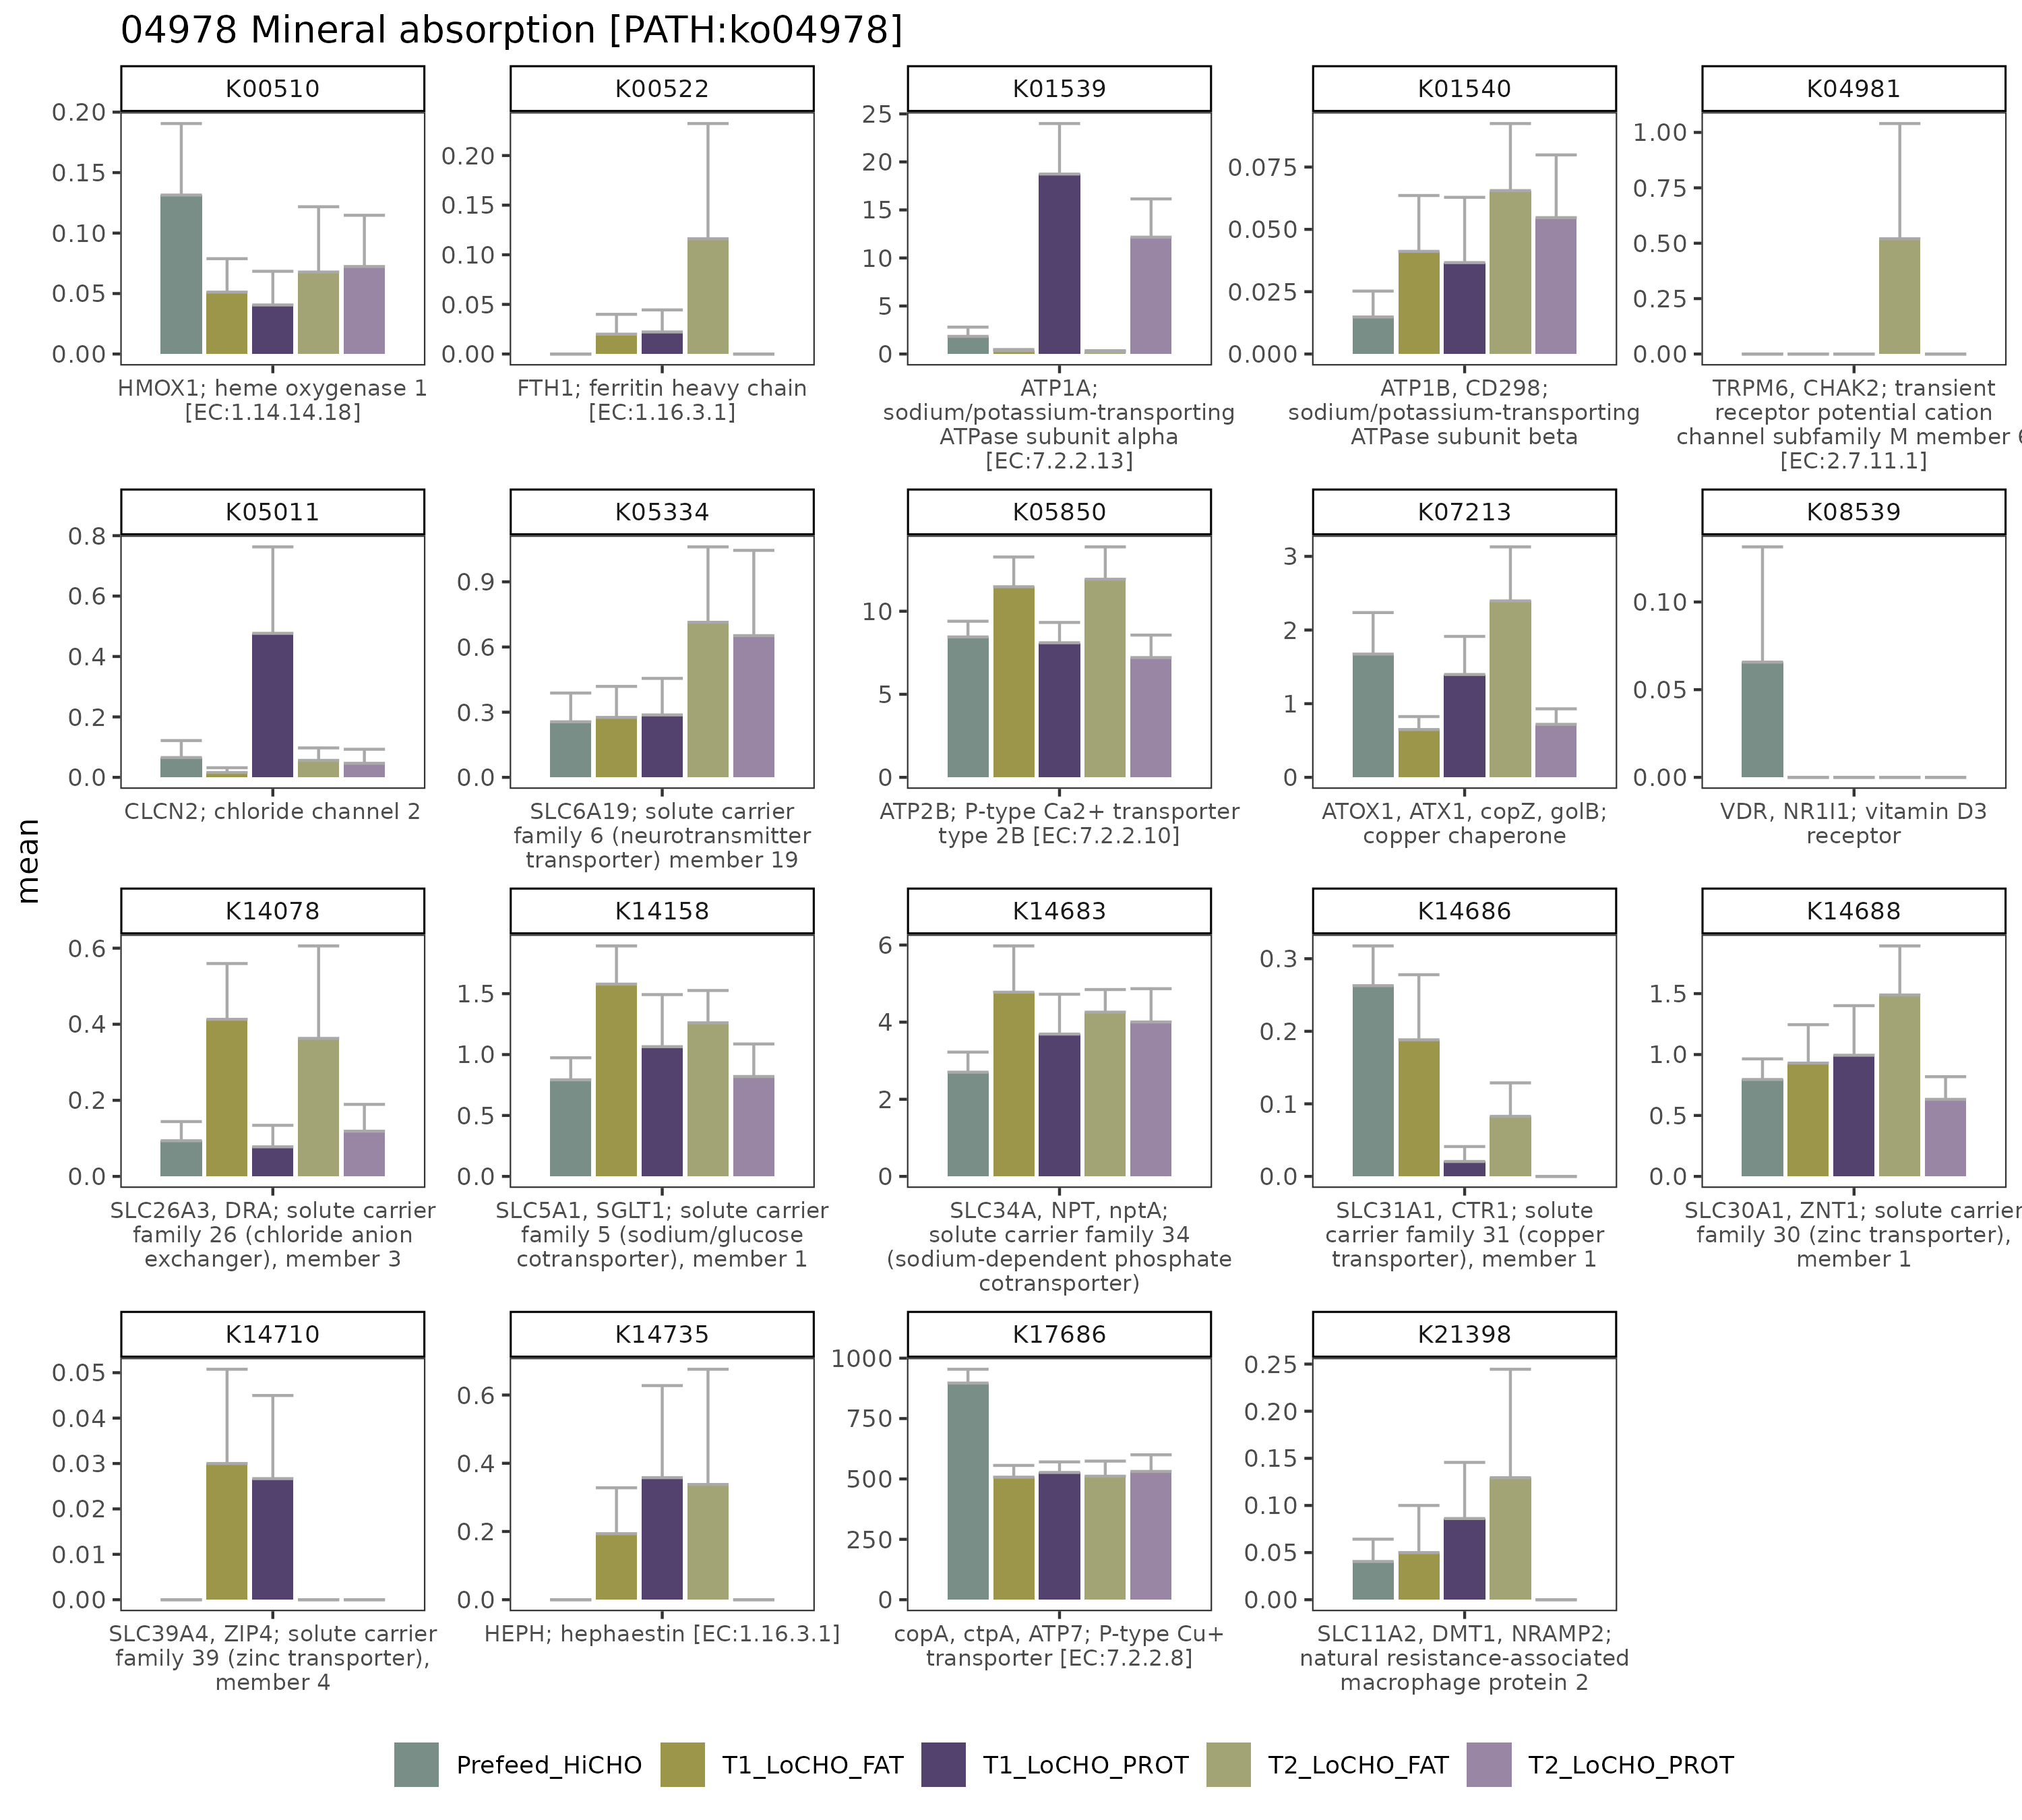 04978 Mineral absorption [PATH:ko04978]
K00510
K00522
K01539
K01540
K04981
0.20
0.15
0.10
0.05
0.00
0.20
0.15
0.10
0.05
0.00
25
20
15
10
5
0
0.075
0.050
0.025
0.000
1.00
0.75
0.50
0.25
0.00
HMOX1; heme oxygenase 1
[EC:1.14.14.18]
FTH1; ferritin heavy chain
[EC:1.16.3.1]
ATP1A;
sodium/potassium-transporting
ATPase subunit alpha
[EC:7.2.2.13]
ATP1B, CD298;
sodium/potassium-transporting
ATPase subunit beta
TRPM6, CHAK2; transient
receptor potential cation
channel subfamily M member 6
[EC:2.7.11.1]
K05011
K05334
K05850
K07213
K08539
0.8
0.6
0.4
0.2
0.0
0.9
0.6
0.3
0.0
10
5
0
3
2
1
0
0.10
0.05
0.00
CLCN2; chloride channel 2
SLC6A19; solute carrier
family 6 (neurotransmitter
transporter) member 19
ATP2B; P-type Ca2+ transporter
type 2B [EC:7.2.2.10]
ATOX1, ATX1, copZ, golB;
copper chaperone
VDR, NR1I1; vitamin D3
receptor
mean
K14078
K14158
K14683
K14686
K14688
0.6
0.4
0.2
0.0
1.5
1.0
0.5
0.0
6
4
2
0
0.3
0.2
0.1
0.0
1.5
1.0
0.5
0.0
SLC26A3, DRA; solute carrier
family 26 (chloride anion
exchanger), member 3
SLC5A1, SGLT1; solute carrier
family 5 (sodium/glucose
cotransporter), member 1
SLC34A, NPT, nptA;
solute carrier family 34
(sodium-dependent phosphate
cotransporter)
SLC31A1, CTR1; solute
carrier family 31 (copper
transporter), member 1
SLC30A1, ZNT1; solute carrier
family 30 (zinc transporter),
member 1
K14710
K14735
K17686
K21398
0.05
0.04
0.03
0.02
0.01
0.00
0.6
0.4
0.2
0.0
1000
750
500
250
0
0.25
0.20
0.15
0.10
0.05
0.00
SLC39A4, ZIP4; solute carrier
family 39 (zinc transporter),
member 4
HEPH; hephaestin [EC:1.16.3.1]
copA, ctpA, ATP7; P-type Cu+
transporter [EC:7.2.2.8]
SLC11A2, DMT1, NRAMP2;
natural resistance-associated
macrophage protein 2
Prefeed_HiCHO
T1_LoCHO_FAT
T1_LoCHO_PROT
T2_LoCHO_FAT
T2_LoCHO_PROT